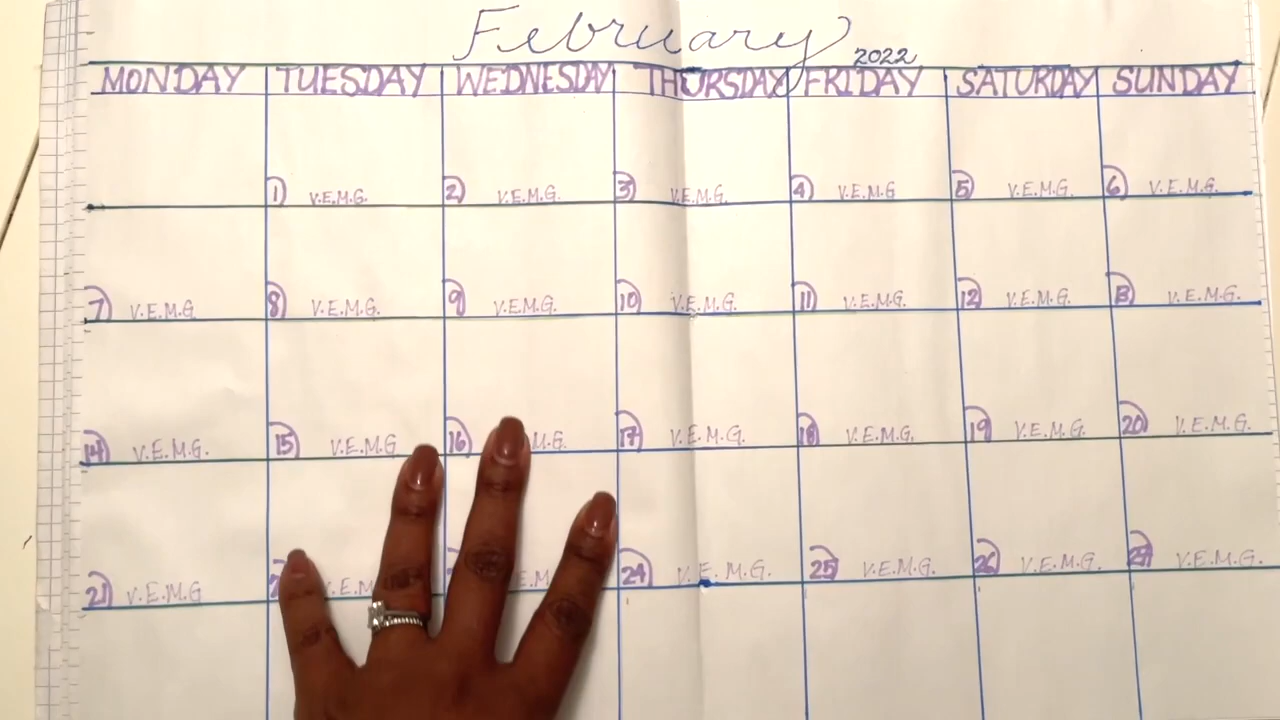 February
2022
MONDAY TUESDAY WEDNESDAY THURSDAY FRIDAY SATURDAY SUNDAY
1 V.E.M.G. 2 V.E.M.G. 3 V.E.M.G. 4 V.E.M.G 5 V.E.M.G. 6 V.E.M.G.
7 V.E.M.G 8 V.E.M.G. 9 V.E.M.G. 10 V.E.M.G. 11 V.E.M.G. 12 V.E.M.G. 13 V.E.M.G.
14 V.E.M.G. 15 V.E.M.G 16 M.G. 17 V.E.M.G. 18 V.E.M.G. 19 V.E.M.G. 20 V.E.M.G.
21 V.E.M.G V.E.M E.M 24 V.E.M.G. 25 V.E.M.G. 26 V.E.M.G. 27 V.E.M.G.